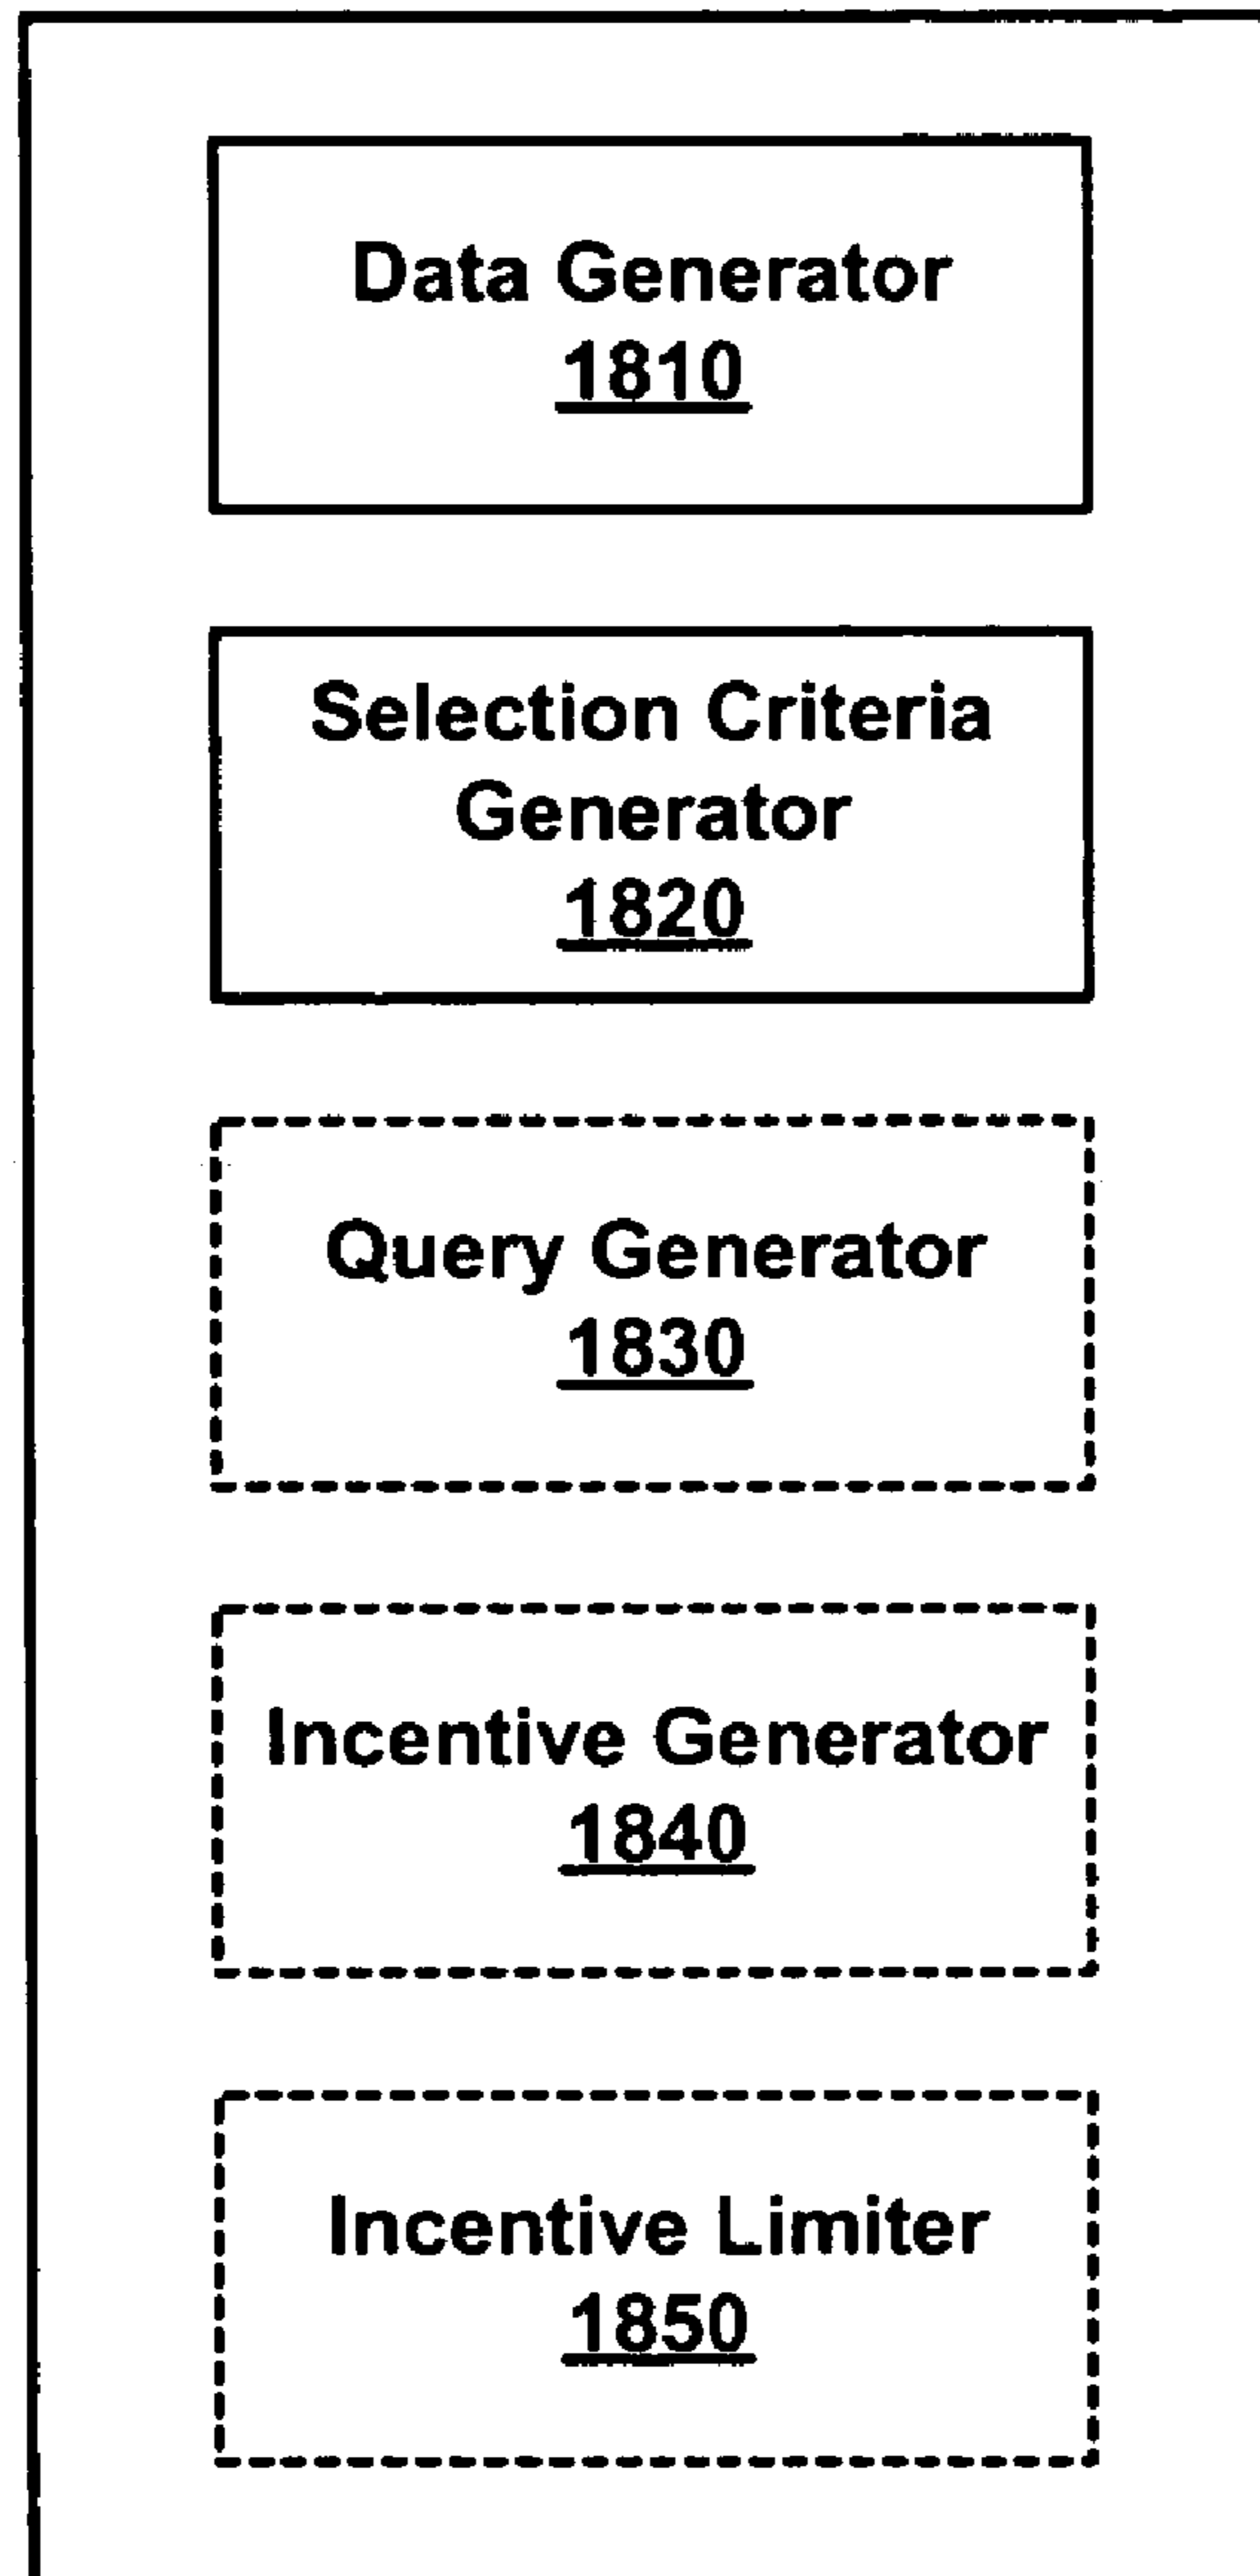 Data Generator
1810
Selection Criteria
Generator
1820
Query Generator
1830
Incentive Generator
1840
Incentive Limiter
1850